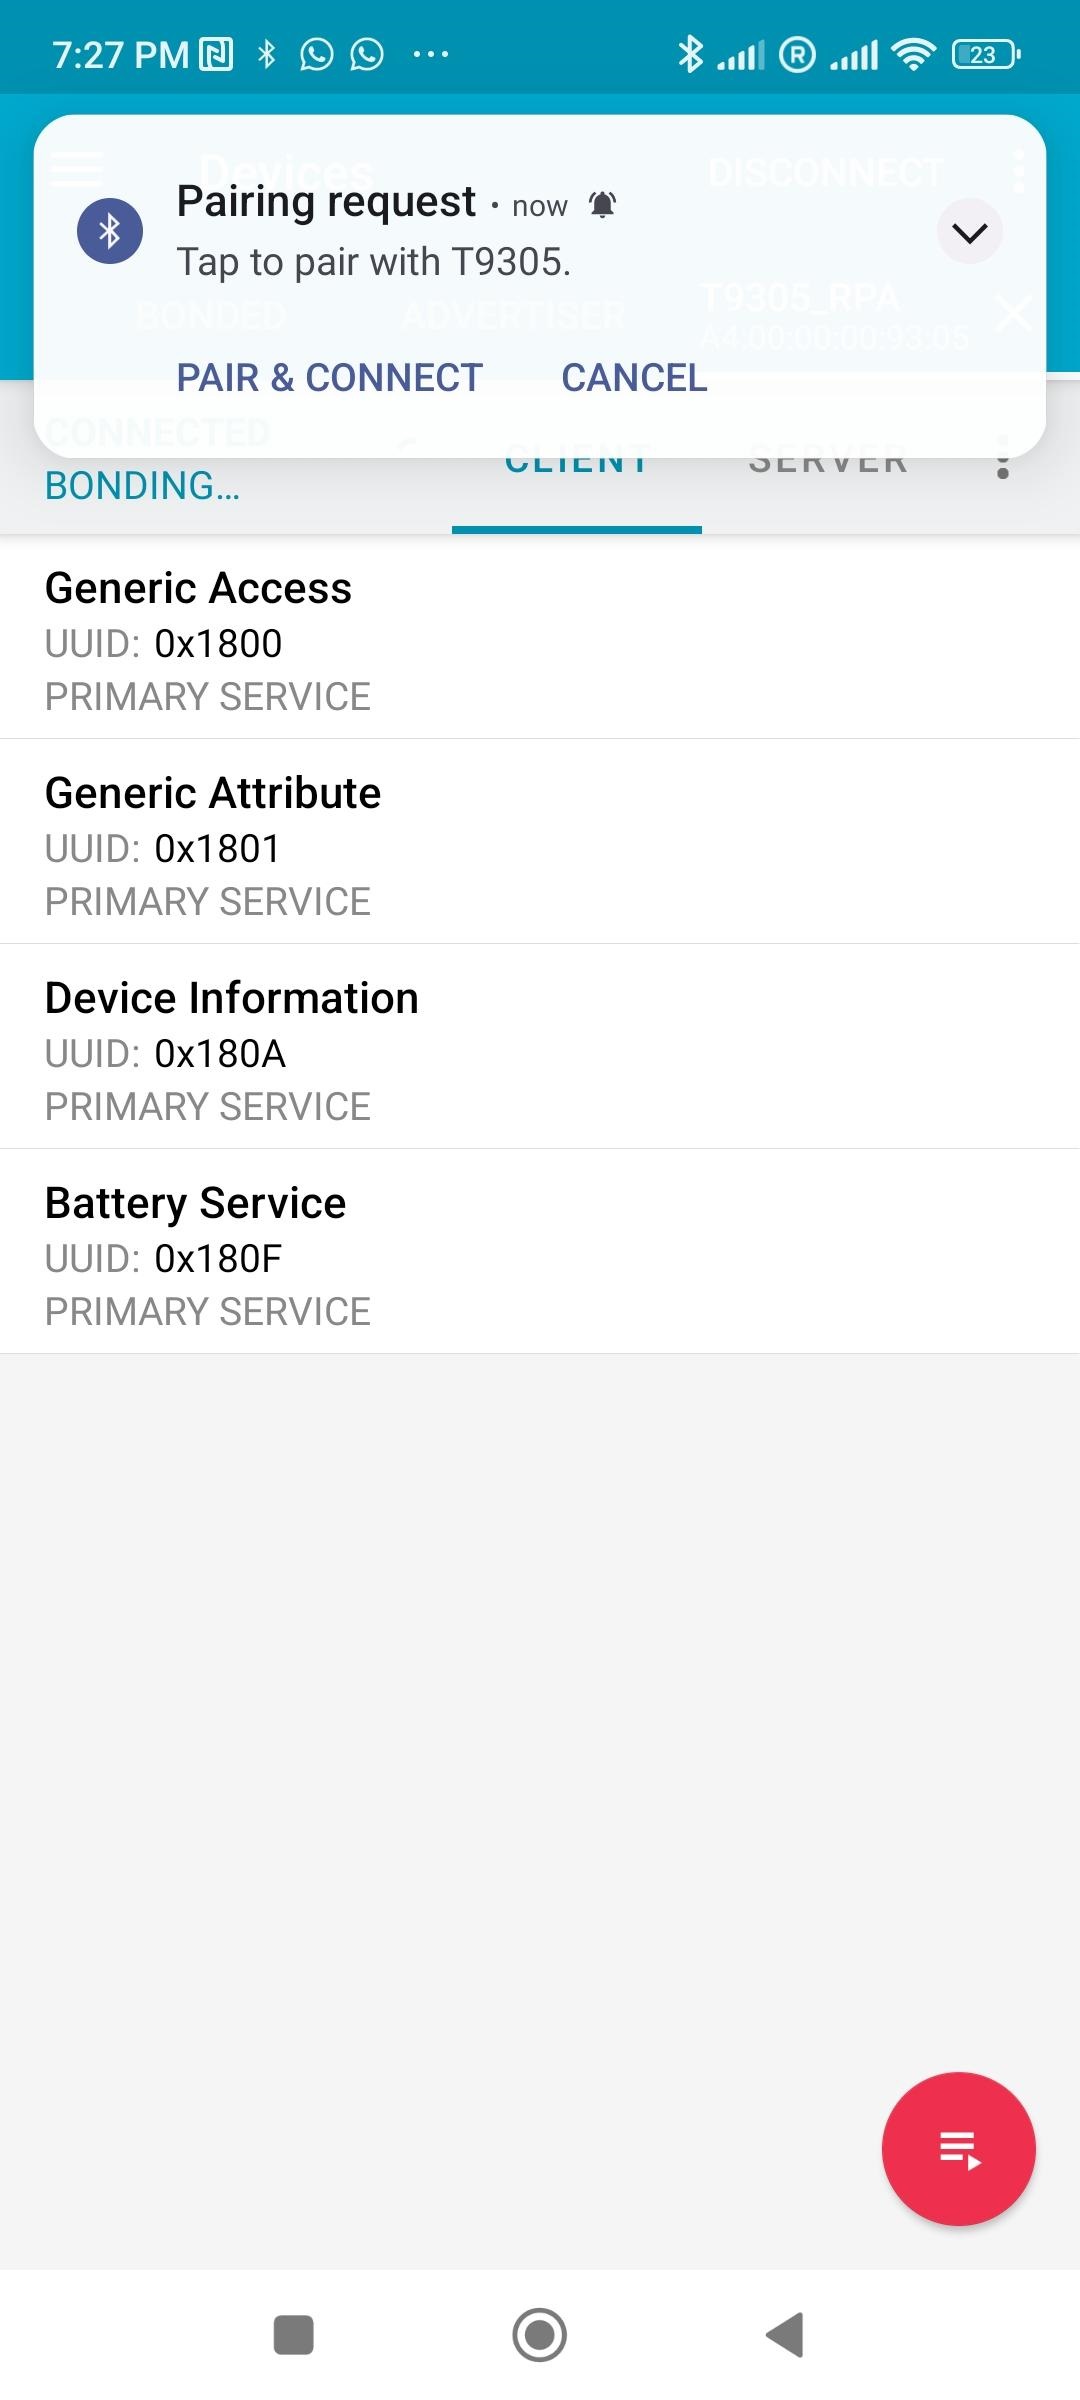 7:27 PM
R
23
Devices
DISCONNECT
Pairing request • now
Tap to pair with T9305.
BONDED
ADVERTISER
T9305_RPA
A4:00:00:00:93:05
PAIR & CONNECT
CANCEL
CONNECTED
BONDING...
CLIENT
SERVER
Generic Access
UUID: 0x1800
PRIMARY SERVICE
Generic Attribute
UUID: 0x1801
PRIMARY SERVICE
Device Information
UUID: 0x180A
PRIMARY SERVICE
Battery Service
UUID: 0x180F
PRIMARY SERVICE